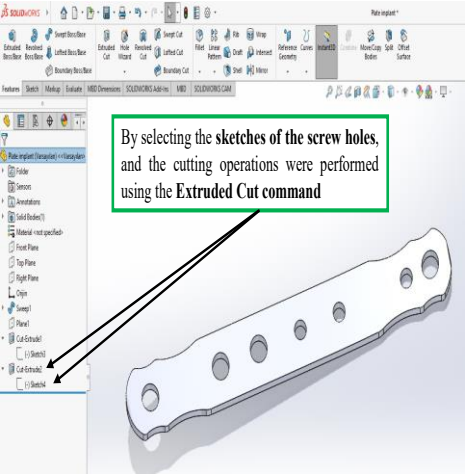 SOLIDWORKS
Plate implant *
Extruded Boss/Base
Revolved Boss/Base
Swept Boss/Base
Lofted Boss/Base
Boundary Boss/Base
Extruded Cut
Hole Wizard
Revolved Cut
Swept Cut
Lofted Cut
Boundary Cut
Fillet
Linear Pattern
Rib
Draft
Shell
Wrap
Intersect
Mirror
Reference Geometry
Curves
Instant3D
Move/Copy Bodies
Split
Offset Surface
Features Sketch Markup Evaluate MBD Dimensions SOLIDWORKS Add-Ins MBD SOLIDWORKS CAM
By selecting the sketches of the screw holes,
and the cutting operations were performed
using the Extruded Cut command
Folder
Sensors
Annotations
Solid Bodies(1)
Material <not specified>
Front Plane
Top Plane
Right Plane
Origin
Sweep1
Plane1
Cut-Extrude1
(-) Sketch3
Cut-Extrude2
(-) Sketch4